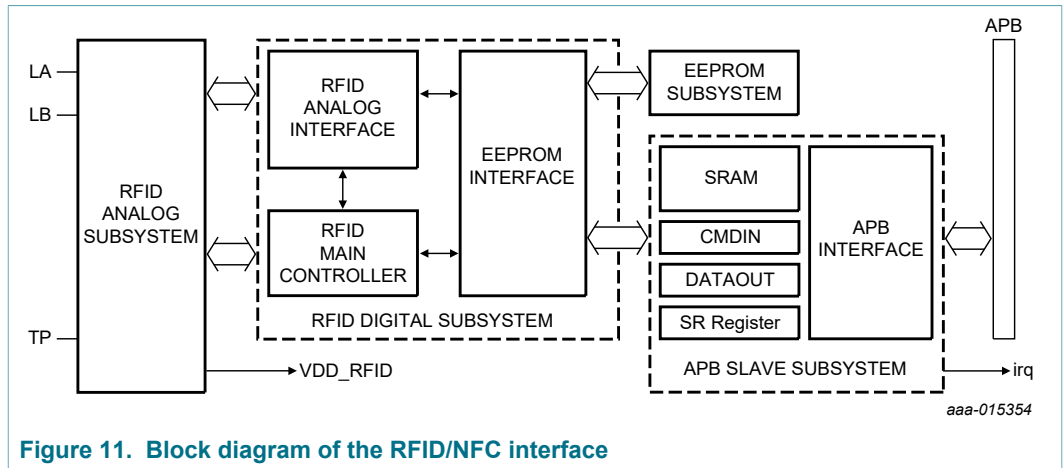 APB
LA
LB
TP
RFID
ANALOG
SUBSYSTEM
RFID
ANALOG
INTERFACE
RFID
MAIN
CONTROLLER
EEPROM
INTERFACE
RFID DIGITAL SUBSYSTEM
VDD_RFID
EEPROM
SUBSYSTEM
SRAM
CMDIN
DATAOUT
SR Register
APB
INTERFACE
APB SLAVE SUBSYSTEM
irq
aaa-015354
Figure 11. Block diagram of the RFID/NFC interface